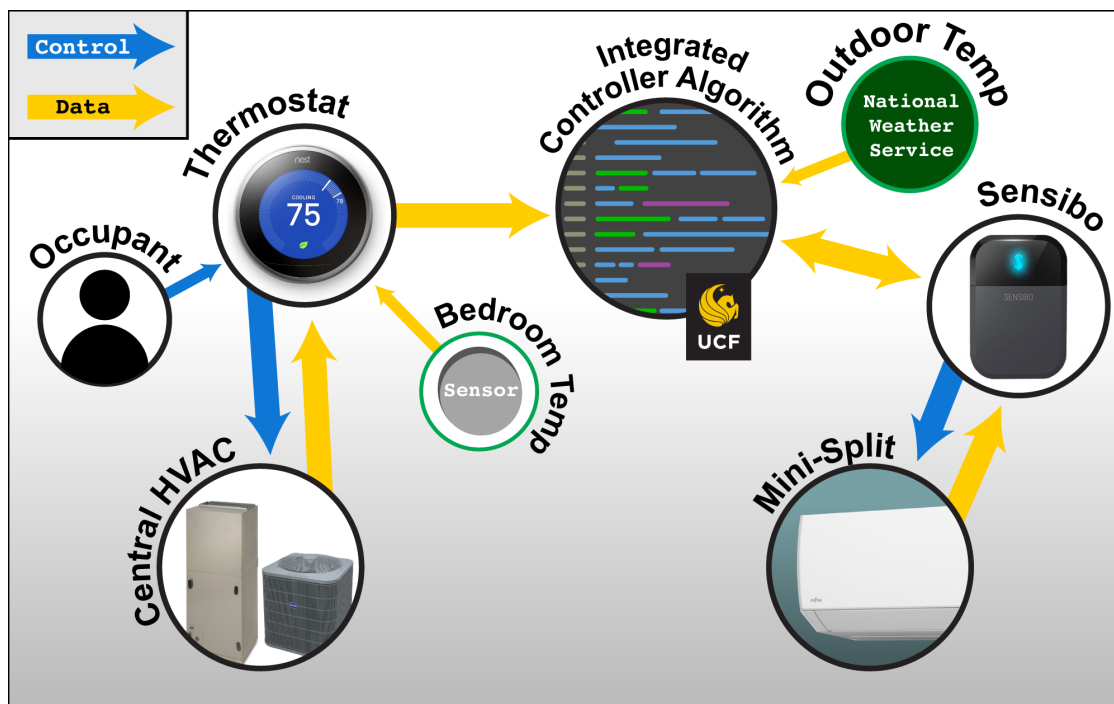 Control
Data
Thermostat
nest
COOLING
75
78
Occupant
Integrated
Controller Algorithm
UCF
Outdoor Temp
National
Weather
Service
Sensibo
SENSIBO
Bedroom Temp
Sensor
Central HVAC
Mini-Split